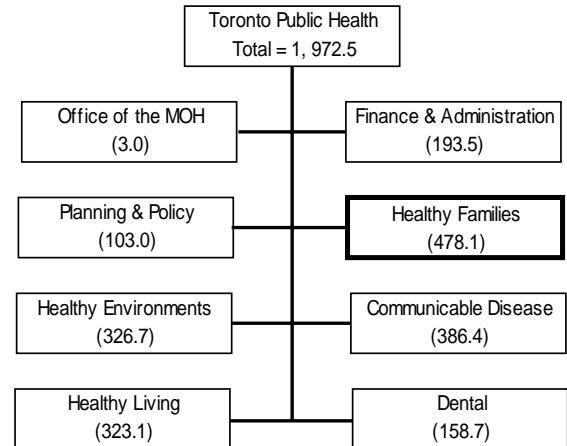 Toronto Public Health
Total = 1, 972.5
Office of the MOH
(3.0)
Finance & Administration
(193.5)
Planning & Policy
(103.0)
Healthy Families
(478.1)
Healthy Environments
(326.7)
Communicable Disease
(386.4)
Healthy Living
(323.1)
Dental
(158.7)